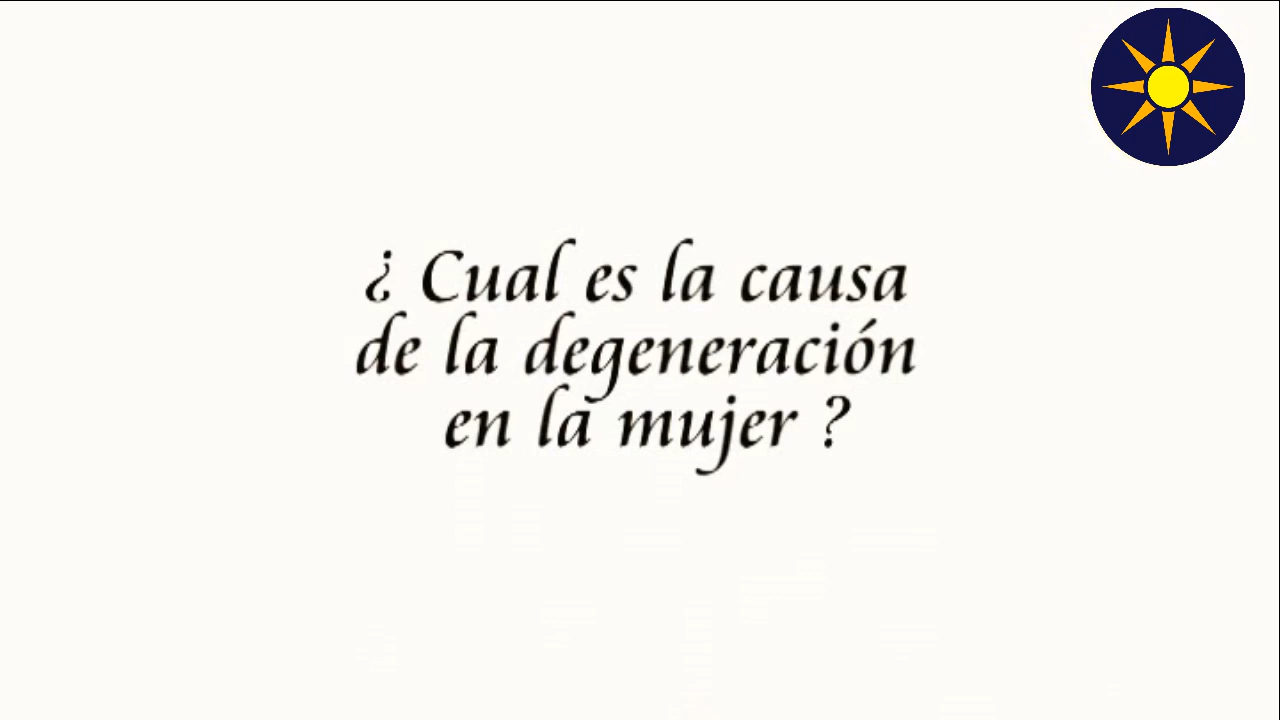 ¿ Cual es la causa
de la degeneración
en la mujer ?